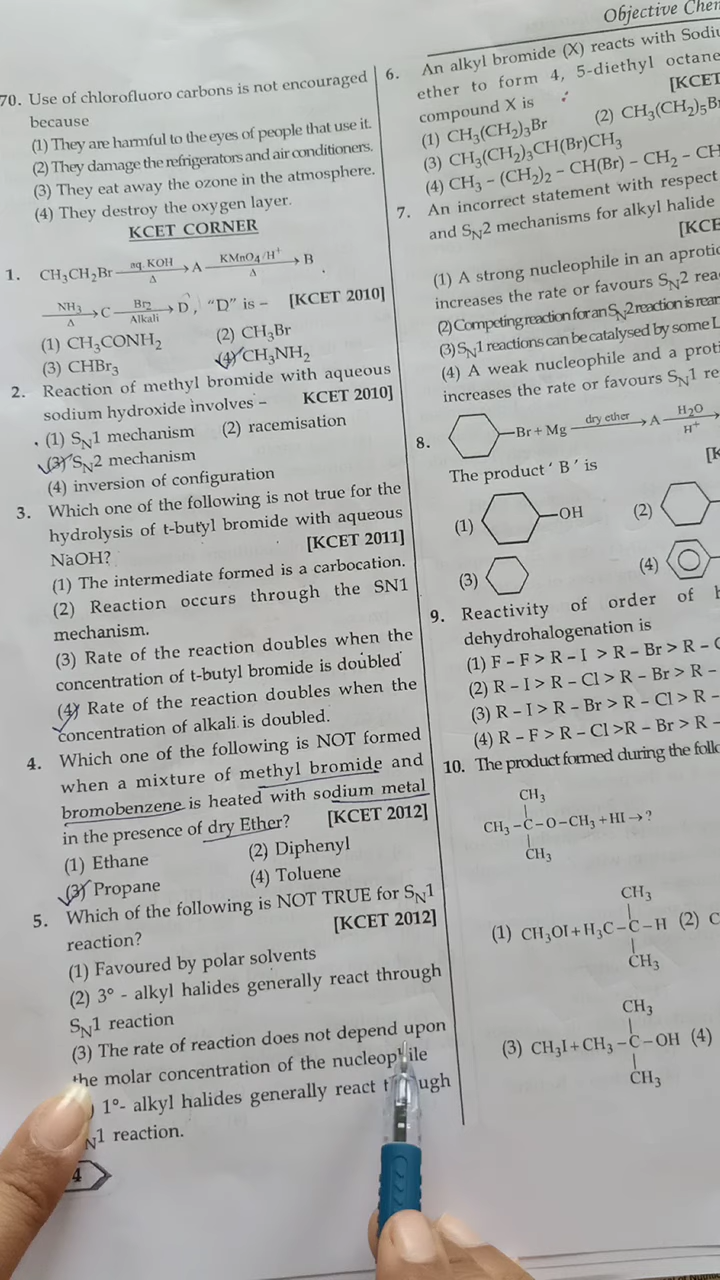 Objective Chem
70. Use of chlorofluoro carbons is not encouraged
because
(1) They are harmful to the eyes of people that use it.
(2) They damage the refrigerators and air conditioners.
(3) They eat away the ozone in the atmosphere.
(4) They destroy the oxygen layer.
KCET CORNER
1. CH₃CH₂Br —aq. KOH/Δ→ A —KMnO₄/H⁺/Δ→ B
—NH₃/Δ→ C —Br₂/Alkali→ D, "D" is – [KCET 2010]
(1) CH₃CONH₂ (2) CH₃Br
(3) CHBr₃ (4) CH₃NH₂
2. Reaction of methyl bromide with aqueous
sodium hydroxide involves – KCET 2010]
(1) S_N1 mechanism (2) racemisation
(3) S_N2 mechanism
(4) inversion of configuration
3. Which one of the following is not true for the
hydrolysis of t-butyl bromide with aqueous
NaOH? [KCET 2011]
(1) The intermediate formed is a carbocation.
(2) Reaction occurs through the SN1
mechanism.
(3) Rate of the reaction doubles when the
concentration of t-butyl bromide is doubled
(4) Rate of the reaction doubles when the
concentration of alkali is doubled.
4. Which one of the following is NOT formed
when a mixture of methyl bromide and
bromobenzene is heated with sodium metal
in the presence of dry Ether? [KCET 2012]
(1) Ethane (2) Diphenyl
(3) Propane (4) Toluene
5. Which of the following is NOT TRUE for S_N1
reaction? [KCET 2012]
(1) Favoured by polar solvents
(2) 3° - alkyl halides generally react through
S_N1 reaction
(3) The rate of reaction does not depend upon
the molar concentration of the nucleophile
) 1°- alkyl halides generally react through
N1 reaction.
4
6. An alkyl bromide (X) reacts with Sodiu
ether to form 4, 5-diethyl octane
compound X is [KCET
(1) CH₃(CH₂)₃Br (2) CH₃(CH₂)₅Br
(3) CH₃(CH₂)₃CH(Br)CH₃
(4) CH₃ – (CH₂)₂ – CH(Br) – CH₂ – CH
7. An incorrect statement with respect
and S_N2 mechanisms for alkyl halide
[KCE
(1) A strong nucleophile in an aprotic
increases the rate or favours S_N2 rea
(2) Competing reaction for an S_N2 reaction is rear
(3) S_N1 reactions can be catalysed by some L
(4) A weak nucleophile and a proti
increases the rate or favours S_N1 re
8. —Br + Mg —dry ether→ A —H₂O/H⁺→
The product ' B ' is [K
(1) —OH (2)
(3) (4)
9. Reactivity of order of h
dehydrohalogenation is
(1) F – F > R – I > R – Br > R – C
(2) R – I > R – Cl > R – Br > R –
(3) R – I > R – Br > R – Cl > R –
(4) R – F > R – Cl > R – Br > R –
10. The product formed during the follo
CH₃
CH₃ – C – O – CH₃ + HI → ?
CH₃
CH₃
(1) CH₃OI + H₃C – C – H (2) C
CH₃
CH₃
(3) CH₃I + CH₃ – C – OH (4)
CH₃